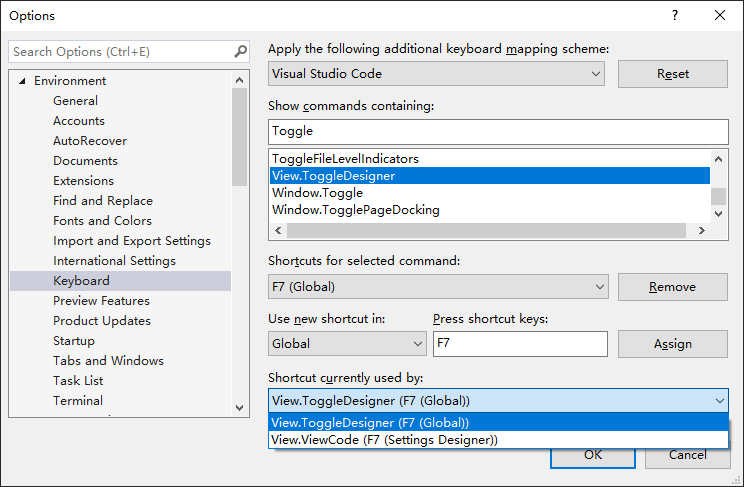 Options
Search Options (Ctrl+E)
Environment
General
Accounts
AutoRecover
Documents
Extensions
Find and Replace
Fonts and Colors
Import and Export Settings
International Settings
Keyboard
Preview Features
Product Updates
Startup
Tabs and Windows
Task List
Terminal
Apply the following additional keyboard mapping scheme:
Visual Studio Code
Reset
Show commands containing:
Toggle
ToggleFileLevelIndicators
View.ToggleDesigner
Window.Toggle
Window.TogglePageDocking
Shortcuts for selected command:
F7 (Global)
Remove
Use new shortcut in:
Press shortcut keys:
Global
F7
Assign
Shortcut currently used by:
View.ToggleDesigner (F7 (Global))
View.ToggleDesigner (F7 (Global))
View.ViewCode (F7 (Settings Designer))
OK
Cancel